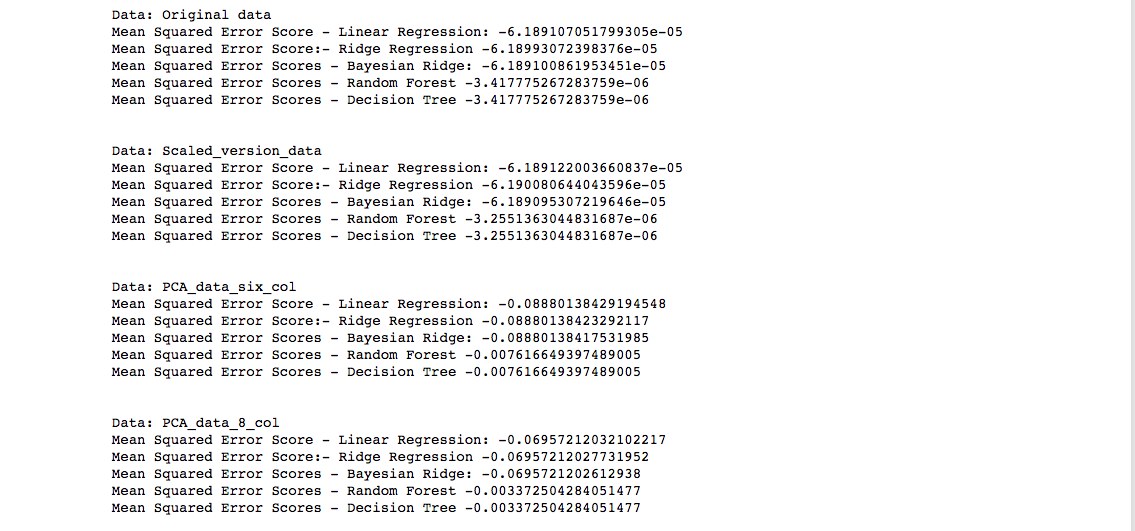 Data: Original data
Mean Squared Error Score - Linear Regression: -6.189107051799305e-05
Mean Squared Error Score:- Ridge Regression -6.18993072398376e-05
Mean Squared Error Scores - Bayesian Ridge: -6.189100861953451e-05
Mean Squared Error Scores - Random Forest -3.417775267283759e-06
Mean Squared Error Scores - Decision Tree -3.417775267283759e-06
Data: Scaled_version_data
Mean Squared Error Score - Linear Regression: -6.189122003660837e-05
Mean Squared Error Score:- Ridge Regression -6.190080644043596e-05
Mean Squared Error Scores - Bayesian Ridge: -6.189095307219646e-05
Mean Squared Error Scores - Random Forest -3.2551363044831687e-06
Mean Squared Error Scores - Decision Tree -3.2551363044831687e-06
Data: PCA_data_six_col
Mean Squared Error Score - Linear Regression: -0.08880138429194548
Mean Squared Error Score:- Ridge Regression -0.08880138423292117
Mean Squared Error Scores - Bayesian Ridge: -0.08880138417531985
Mean Squared Error Scores - Random Forest -0.007616649397489005
Mean Squared Error Scores - Decision Tree -0.007616649397489005
Data: PCA_data_8_col
Mean Squared Error Score - Linear Regression: -0.06957212032102217
Mean Squared Error Score:- Ridge Regression -0.06957212027731952
Mean Squared Error Scores - Bayesian Ridge: -0.0695721202612938
Mean Squared Error Scores - Random Forest -0.003372504284051477
Mean Squared Error Scores - Decision Tree -0.003372504284051477